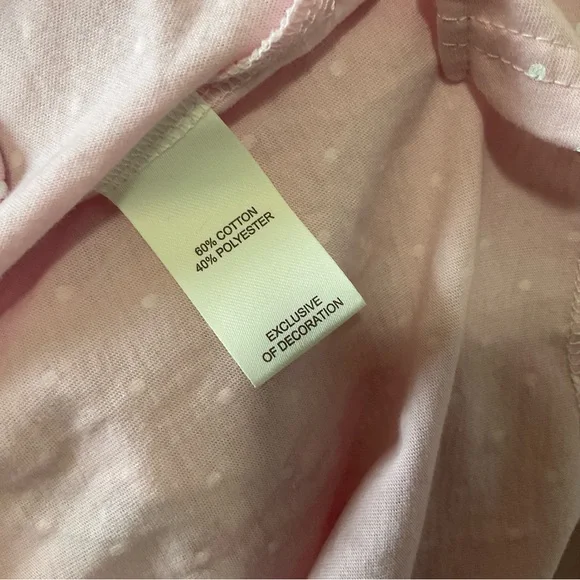 60% COTTON
40% POLYESTER
EXCLUSIVE
OF DECORATION